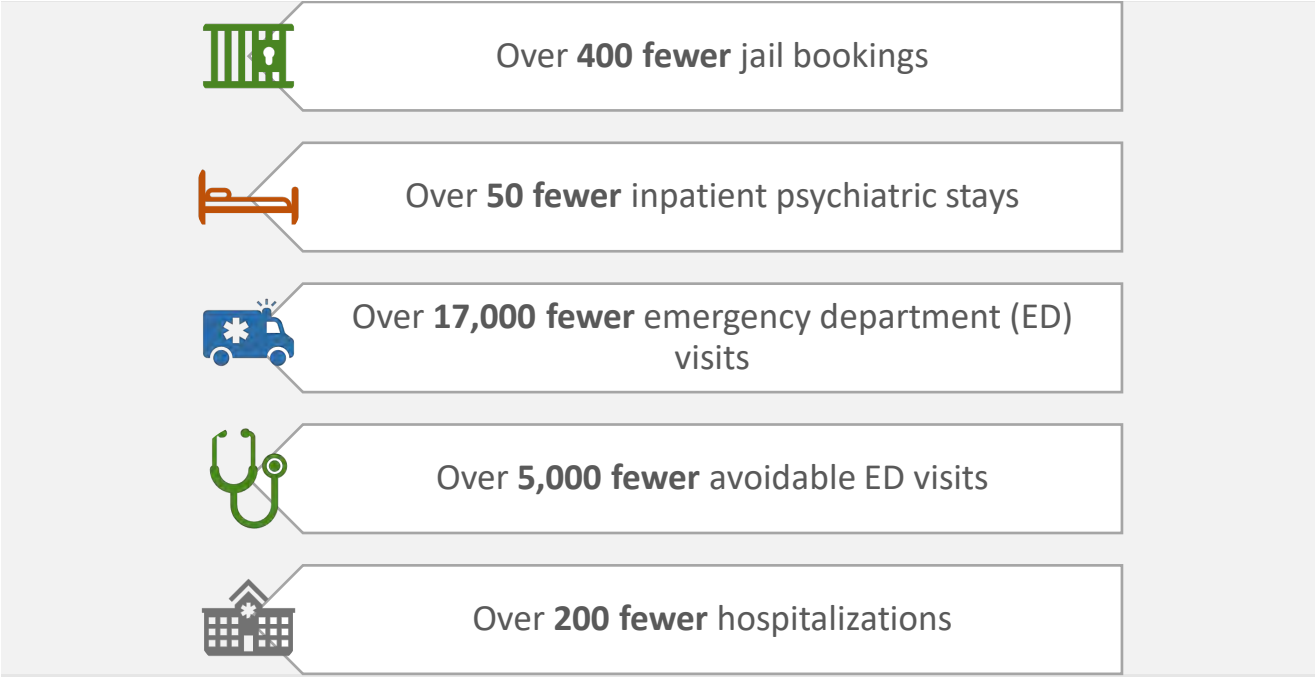 Over 400 fewer jail bookings
Over 50 fewer inpatient psychiatric stays
Over 17,000 fewer emergency department (ED)
visits
Over 5,000 fewer avoidable ED visits
Over 200 fewer hospitalizations